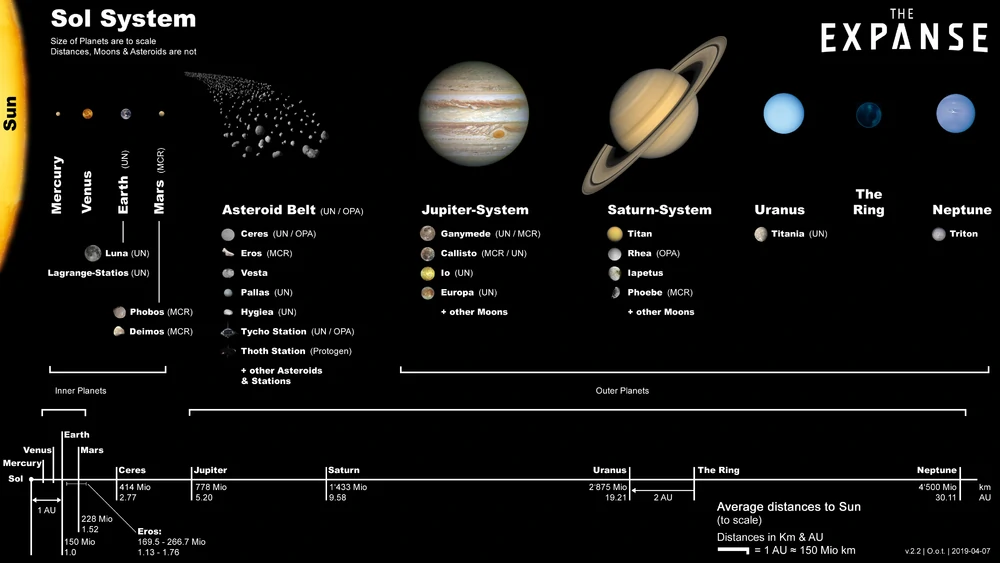 Sol System
Size of Planets are to scale
Distances, Moons & Asteroids are not
THE
EXPANSE
Sun
Mercury
Venus
Earth (UN)
Mars (MCR)
Luna (UN)
Lagrange-Statios (UN)
Phobos (MCR)
Deimos (MCR)
Asteroid Belt (UN / OPA)
Ceres (UN / OPA)
Eros (MCR)
Vesta
Pallas (UN)
Hygiea (UN)
Tycho Station (UN / OPA)
Thoth Station (Protogen)
+ other Asteroids
& Stations
Jupiter-System
Ganymede (UN / MCR)
Callisto (MCR / UN)
Io (UN)
Europa (UN)
+ other Moons
Saturn-System
Titan
Rhea (OPA)
Iapetus
Phoebe (MCR)
+ other Moons
Uranus
Titania (UN)
The
Ring
Neptune
Triton
Inner Planets
Outer Planets
Earth
Venus
Mars
Mercury
Sol
Ceres
Jupiter
Saturn
Uranus
The Ring
Neptune
414 Mio
2.77
778 Mio
5.20
1'433 Mio
9.58
2'875 Mio
19.21
2 AU
4'500 Mio
30.11
km
AU
1 AU
228 Mio
1.52
150 Mio
1.0
Eros:
169.5 - 266.7 Mio
1.13 - 1.76
Average distances to Sun
(to scale)
Distances in Km & AU
= 1 AU ≈ 150 Mio km
v.2.2 | O.o.t. | 2019-04-07